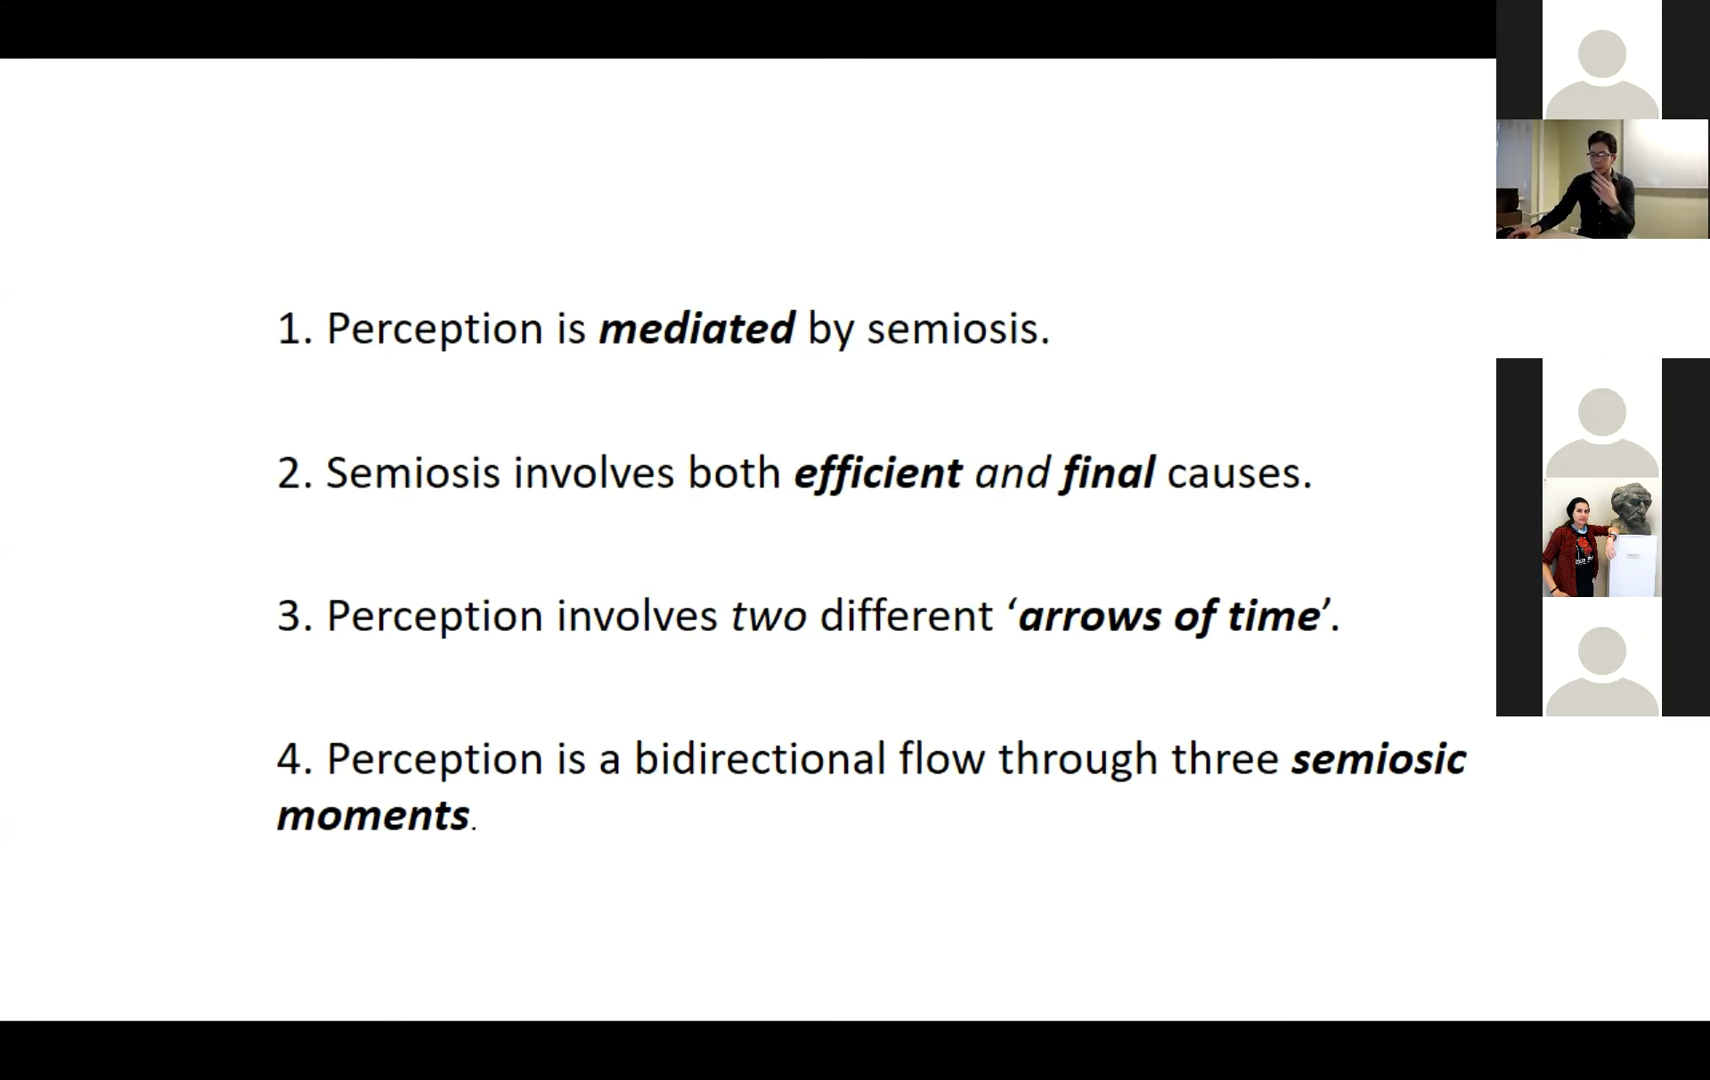 1. Perception is mediated by semiosis.
2. Semiosis involves both efficient and final causes.
3. Perception involves two different ‘arrows of time’.
4. Perception is a bidirectional flow through three semiosic
moments.